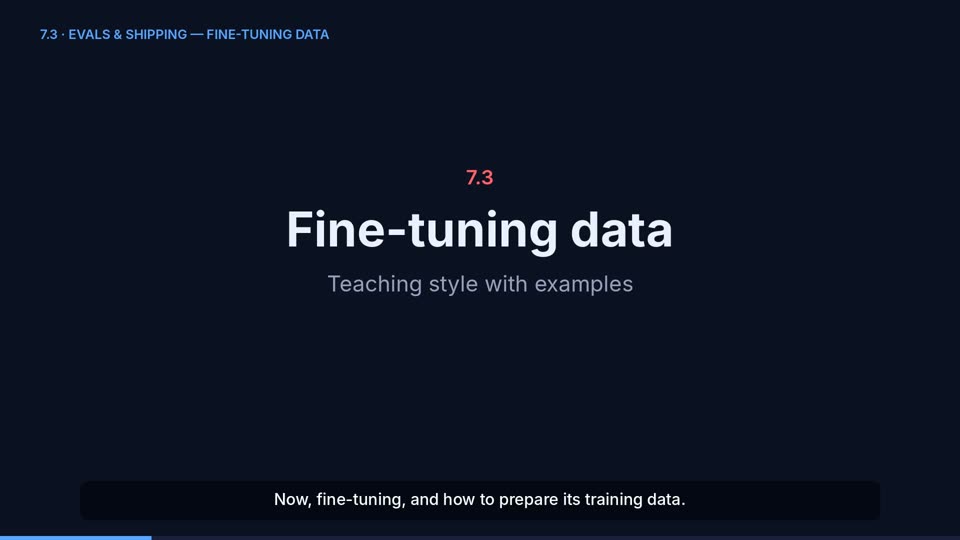 7.3 · EVALS & SHIPPING — FINE-TUNING DATA
7.3
Fine-tuning data
Teaching style with examples
Now, fine-tuning, and how to prepare its training data.